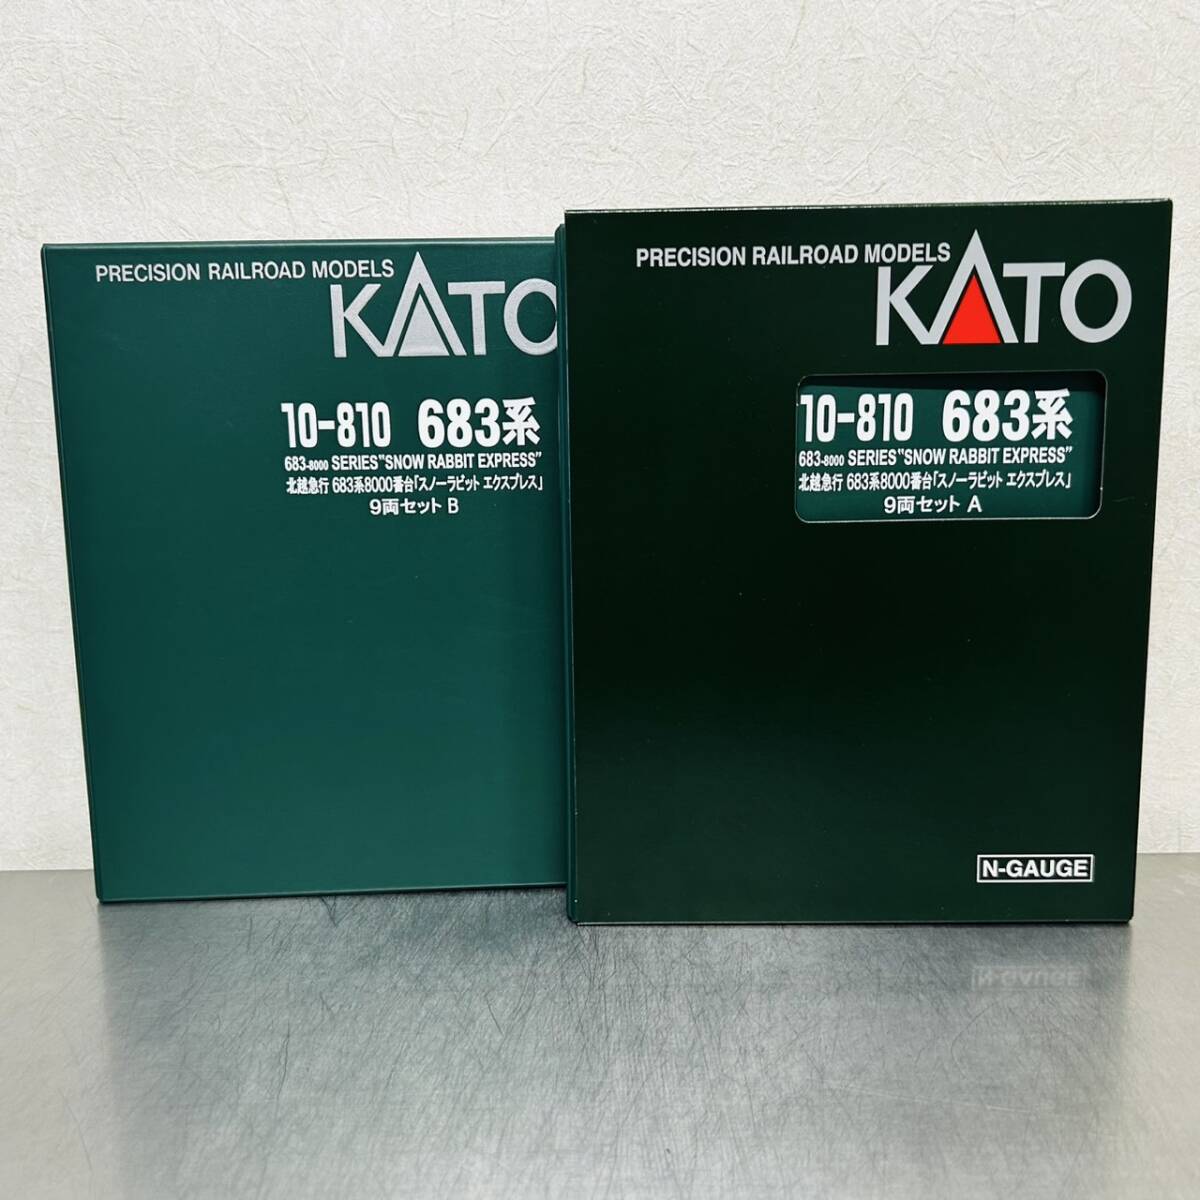 PRECISION RAILROAD MODELS
KATO
10-810 683系
683-8000 SERIES "SNOW RABBIT EXPRESS"
北越急行 683系8000番台「スノーラビット エクスプレス」
9両セット B
PRECISION RAILROAD MODELS
KATO
10-810 683系
683-8000 SERIES "SNOW RABBIT EXPRESS"
北越急行 683系8000番台「スノーラビット エクスプレス」
9両セット A
N-GAUGE